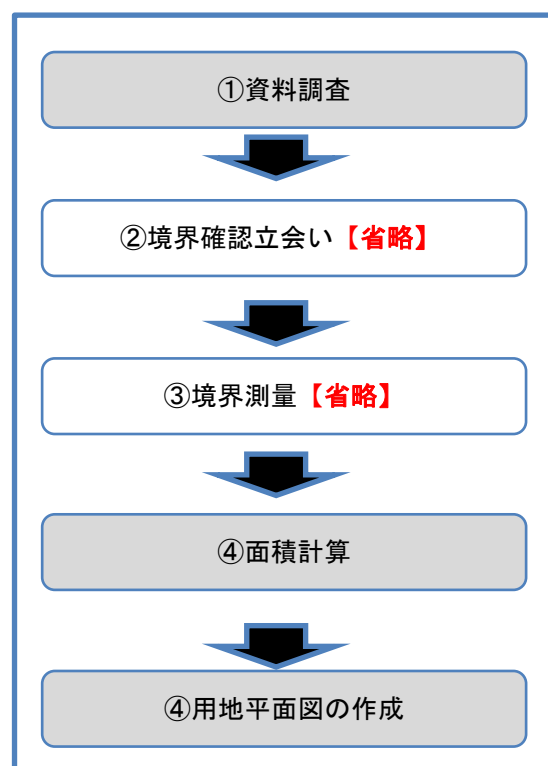 ①資料調査
②境界確認立会い【省略】
③境界測量【省略】
④面積計算
④用地平面図の作成